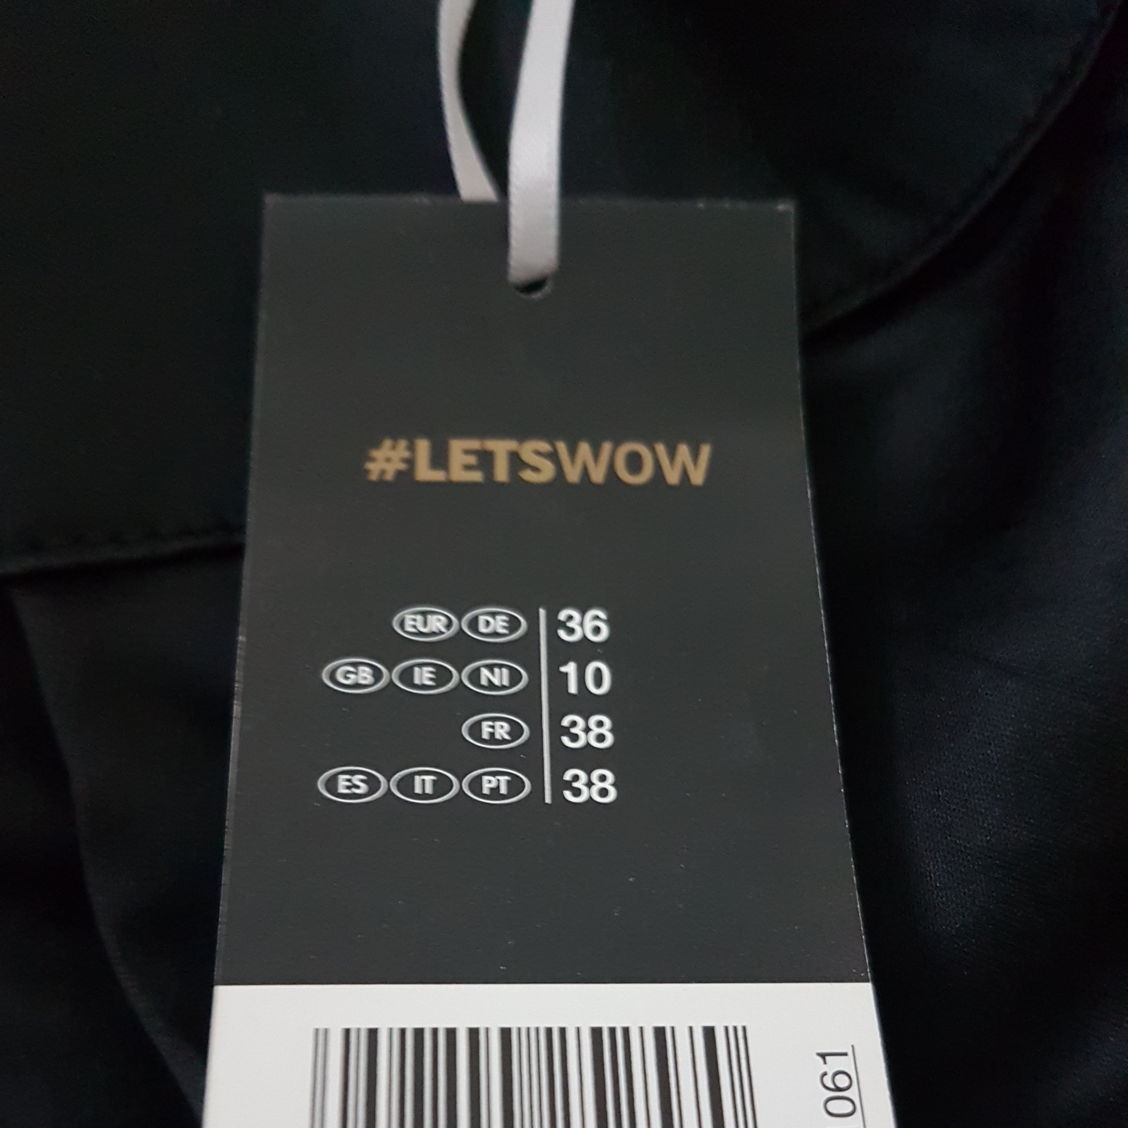 #LETSWOW
EUR DE 36
GB IE NI 10
FR 38
ES IT PT 38
061